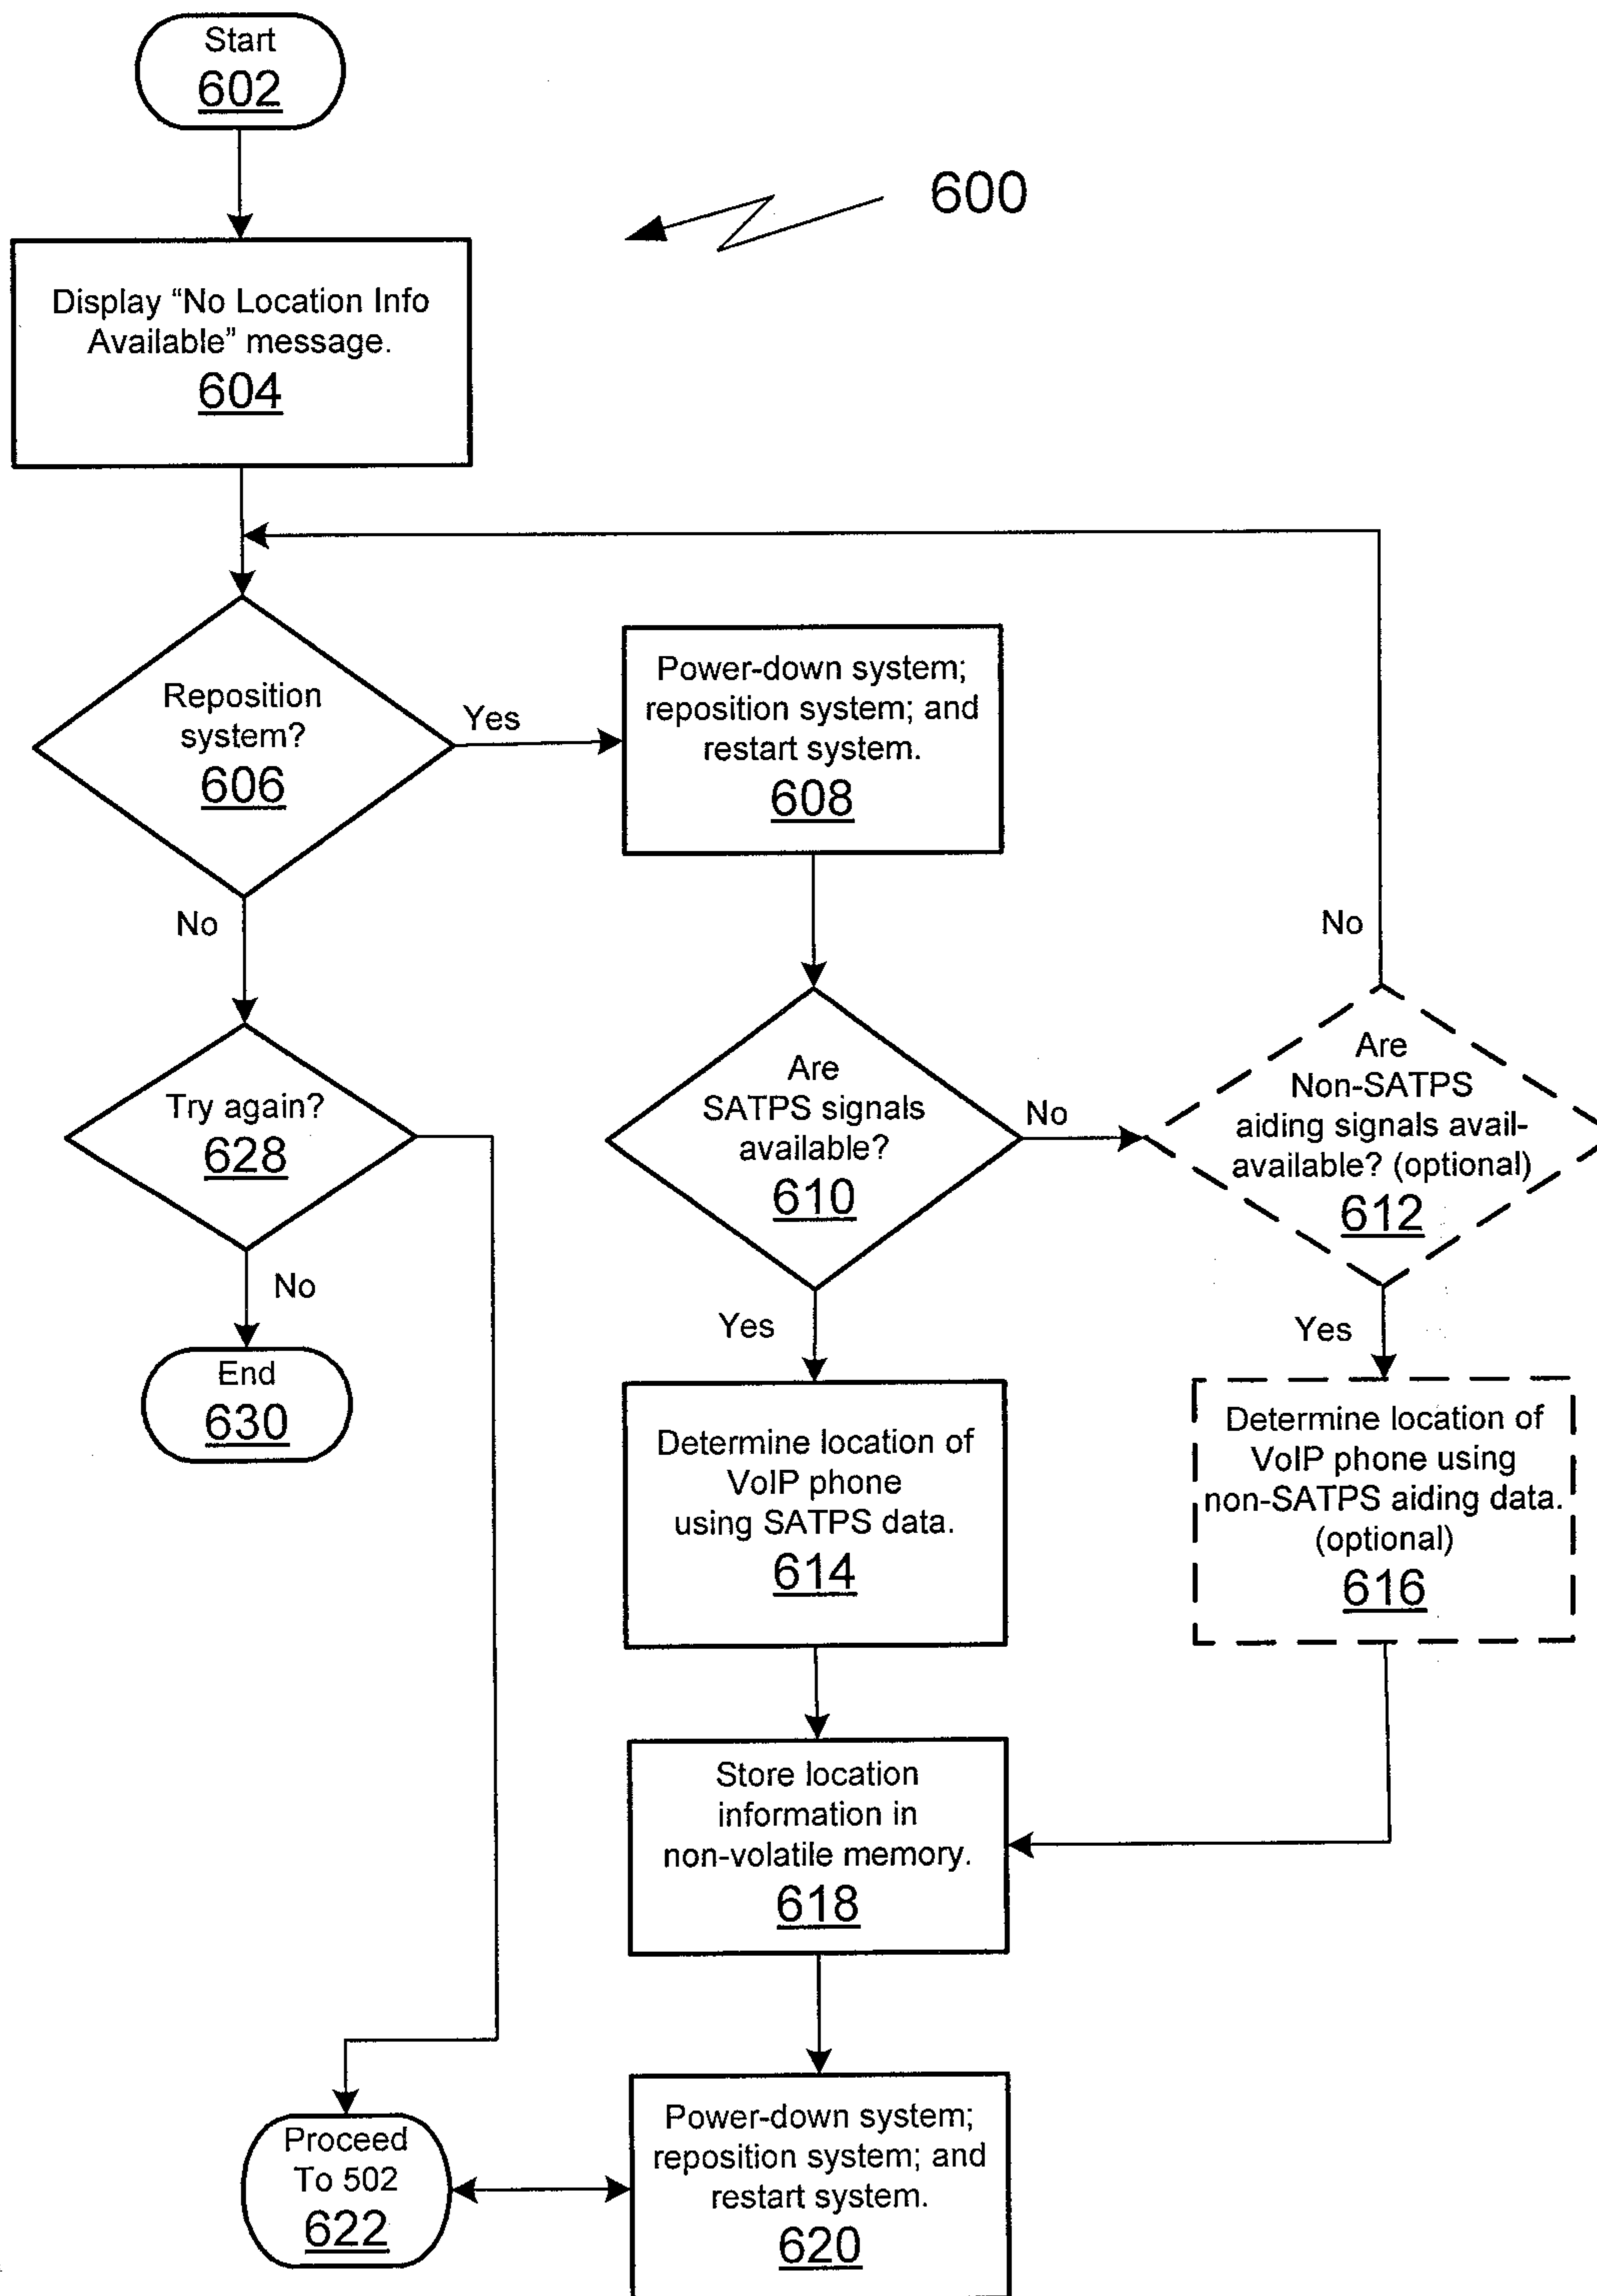 Start
602
600
Display “No Location Info
Available” message.
604
Reposition
system?
606
Yes
No
Power-down system;
reposition system; and
restart system.
608
No
Try again?
628
No
End
630
Are
SATPS signals
available?
610
No
Yes
Are
Non-SATPS
aiding signals avail-
available? (optional)
612
Yes
Determine location of
VoIP phone
using SATPS data.
614
Determine location of
VoIP phone using
non-SATPS aiding data.
(optional)
616
Store location
information in
non-volatile memory.
618
Proceed
To 502
622
Power-down system;
reposition system; and
restart system.
620